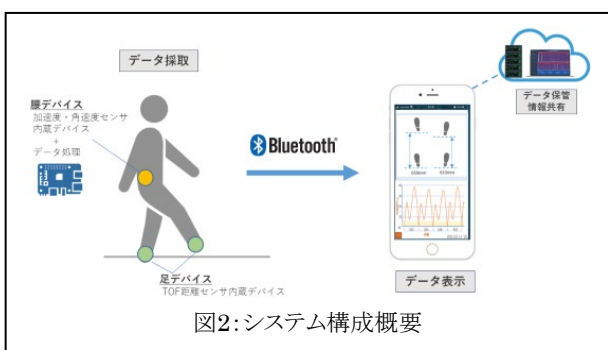 データ採取
腰デバイス
加速度・角速度センサ
内蔵デバイス
+
データ処理
Bluetooth
足デバイス
TOF距離センサ内蔵デバイス
データ表示
データ保管
情報共有
図2:システム構成概要